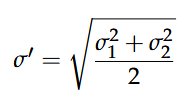 σ′ = √((σ₁² + σ₂²)/2)